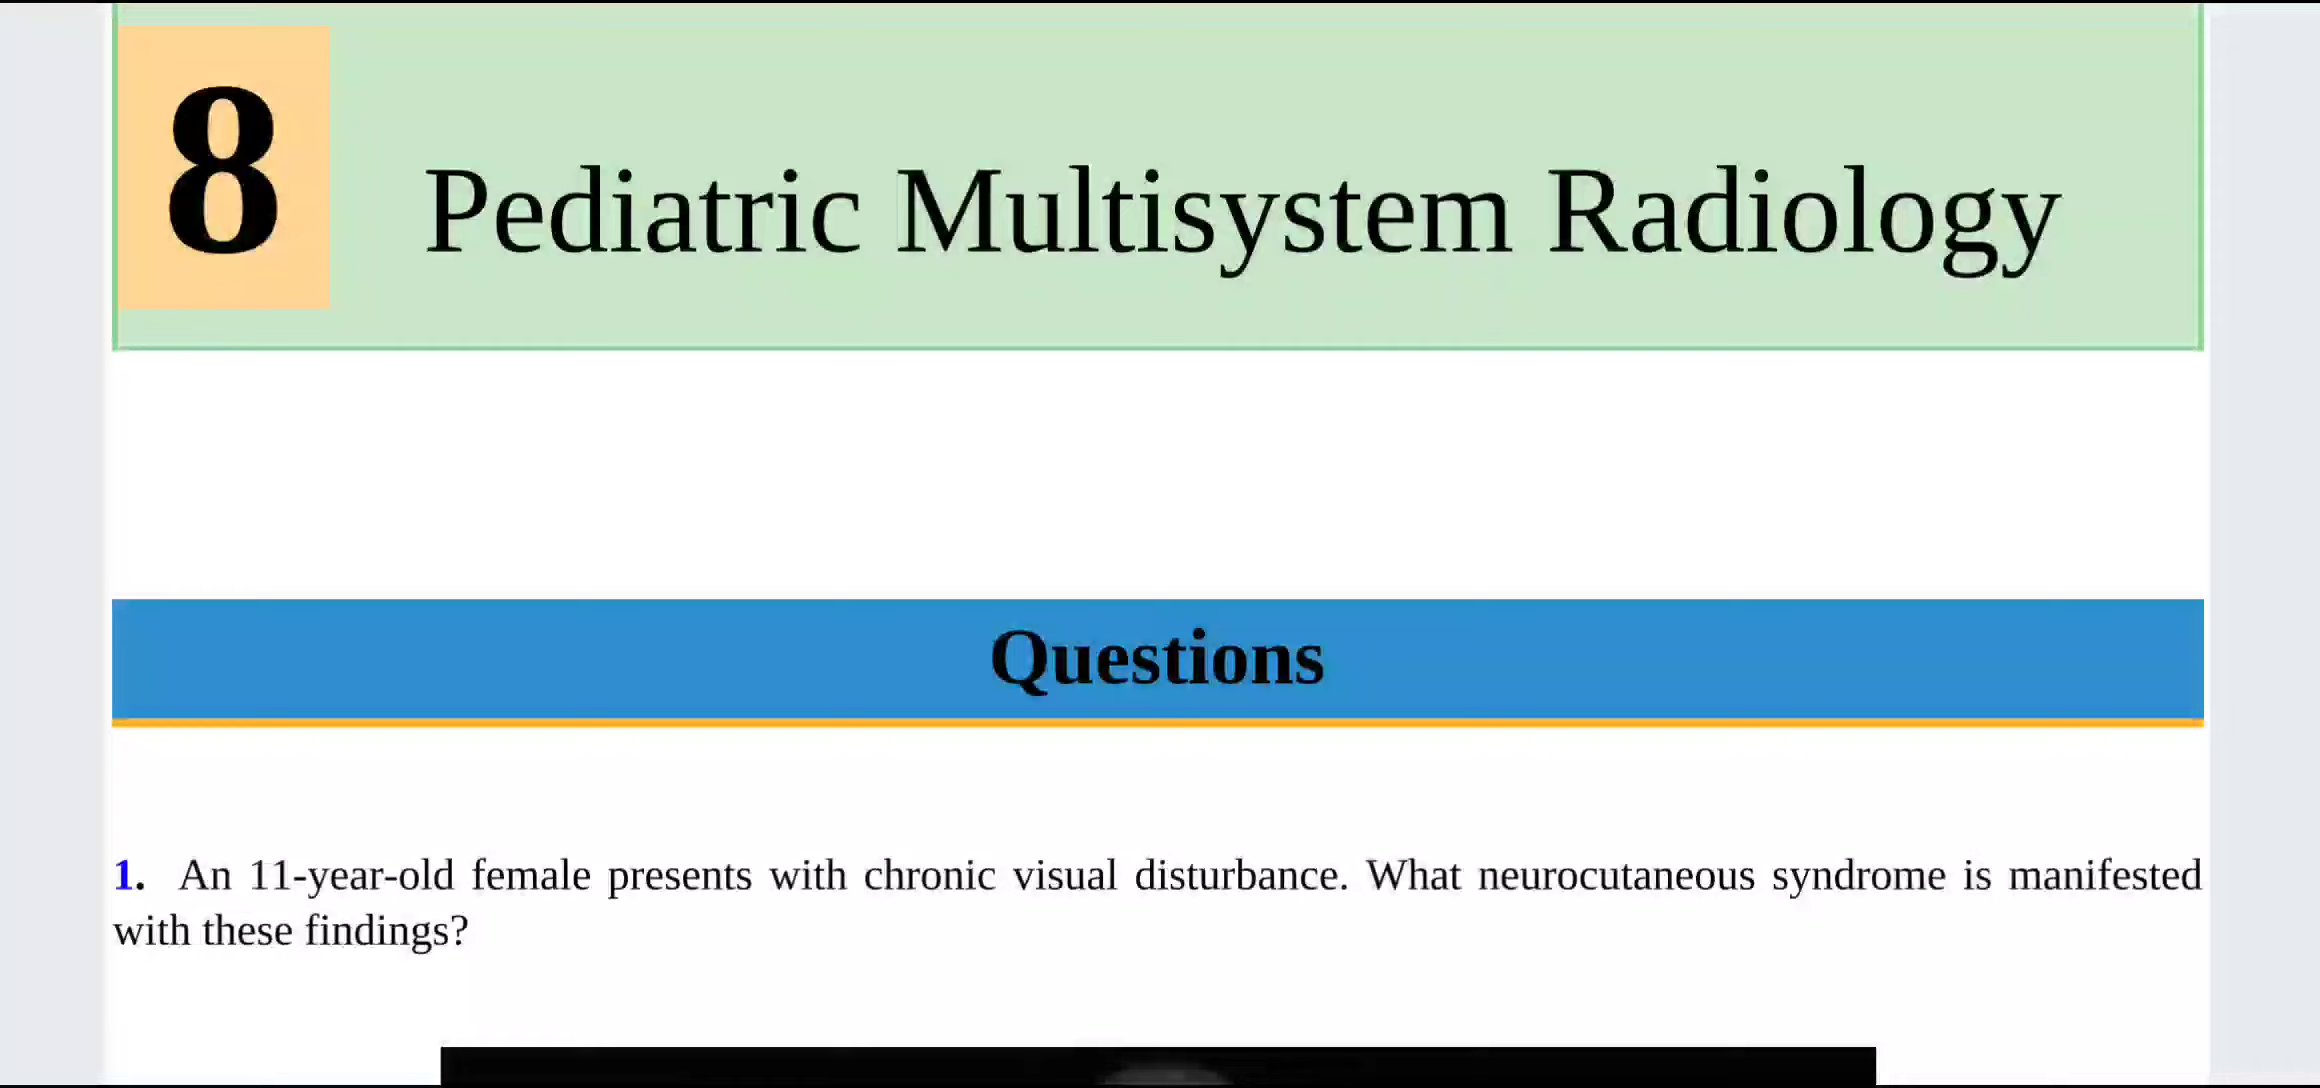 8
Pediatric Multisystem Radiology
Questions
1. An 11-year-old female presents with chronic visual disturbance. What neurocutaneous syndrome is manifested
with these findings?